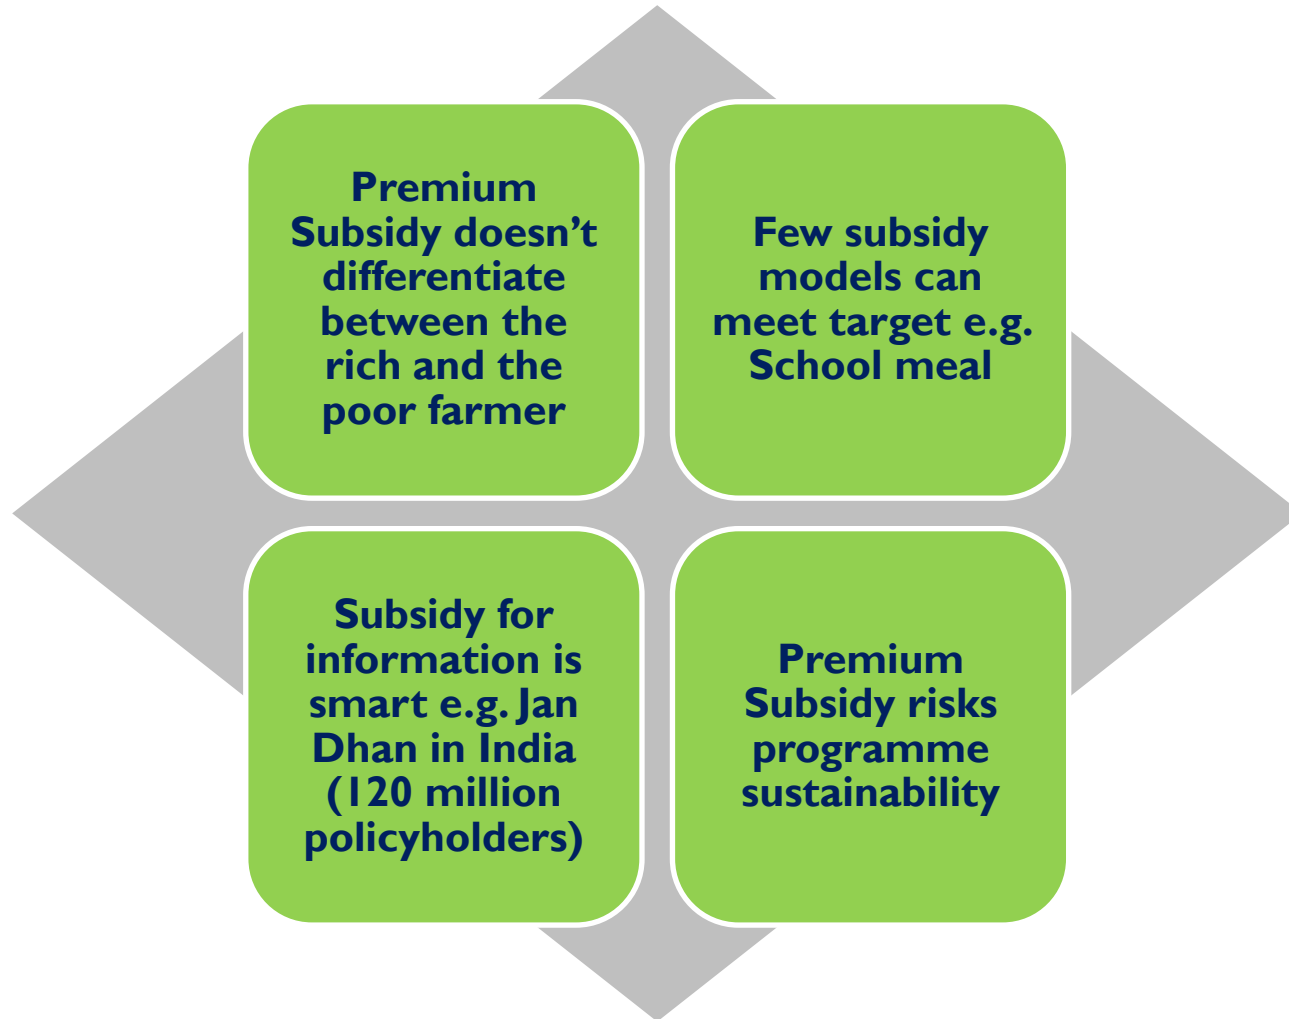 Premium
Subsidy doesn’t
differentiate
between the
rich and the
poor farmer
Few subsidy
models can
meet target e.g.
School meal
Subsidy for
information is
smart e.g. Jan
Dhan in India
(120 million
policyholders)
Premium
Subsidy risks
programme
sustainability